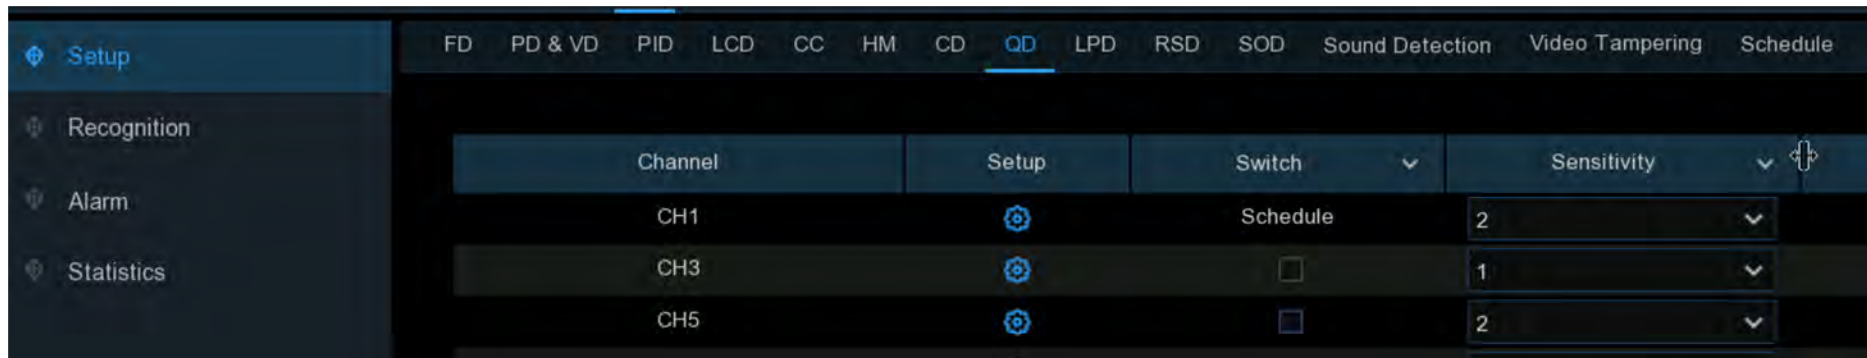 FD PD & VD PID LCD CC HM CD QD LPD RSD SOD Sound Detection Video Tampering Schedule
Setup
Recognition
Alarm
Statistics
Channel Setup Switch Sensitivity
CH1 Schedule 2
CH3 1
CH5 2